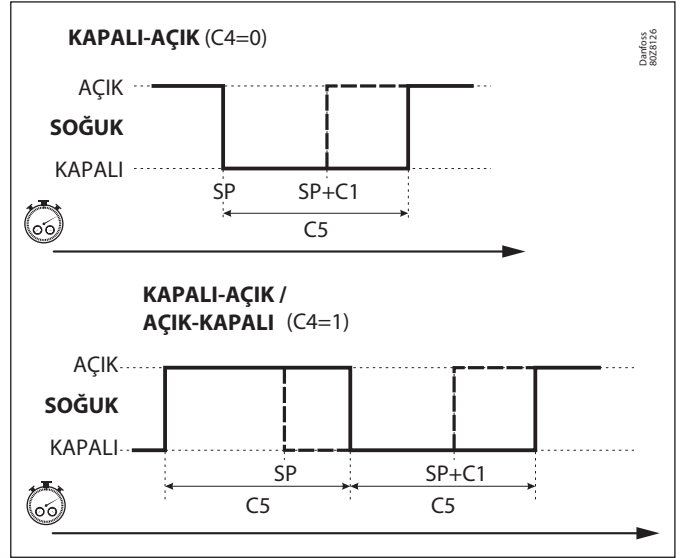 KAPALI-AÇIK (C4=0)
Danfoss
80Z8126
AÇIK
SOĞUK
KAPALI
SP SP+C1
C5
KAPALI-AÇIK /
AÇIK-KAPALI (C4=1)
AÇIK
SOĞUK
KAPALI
SP SP+C1
C5 C5